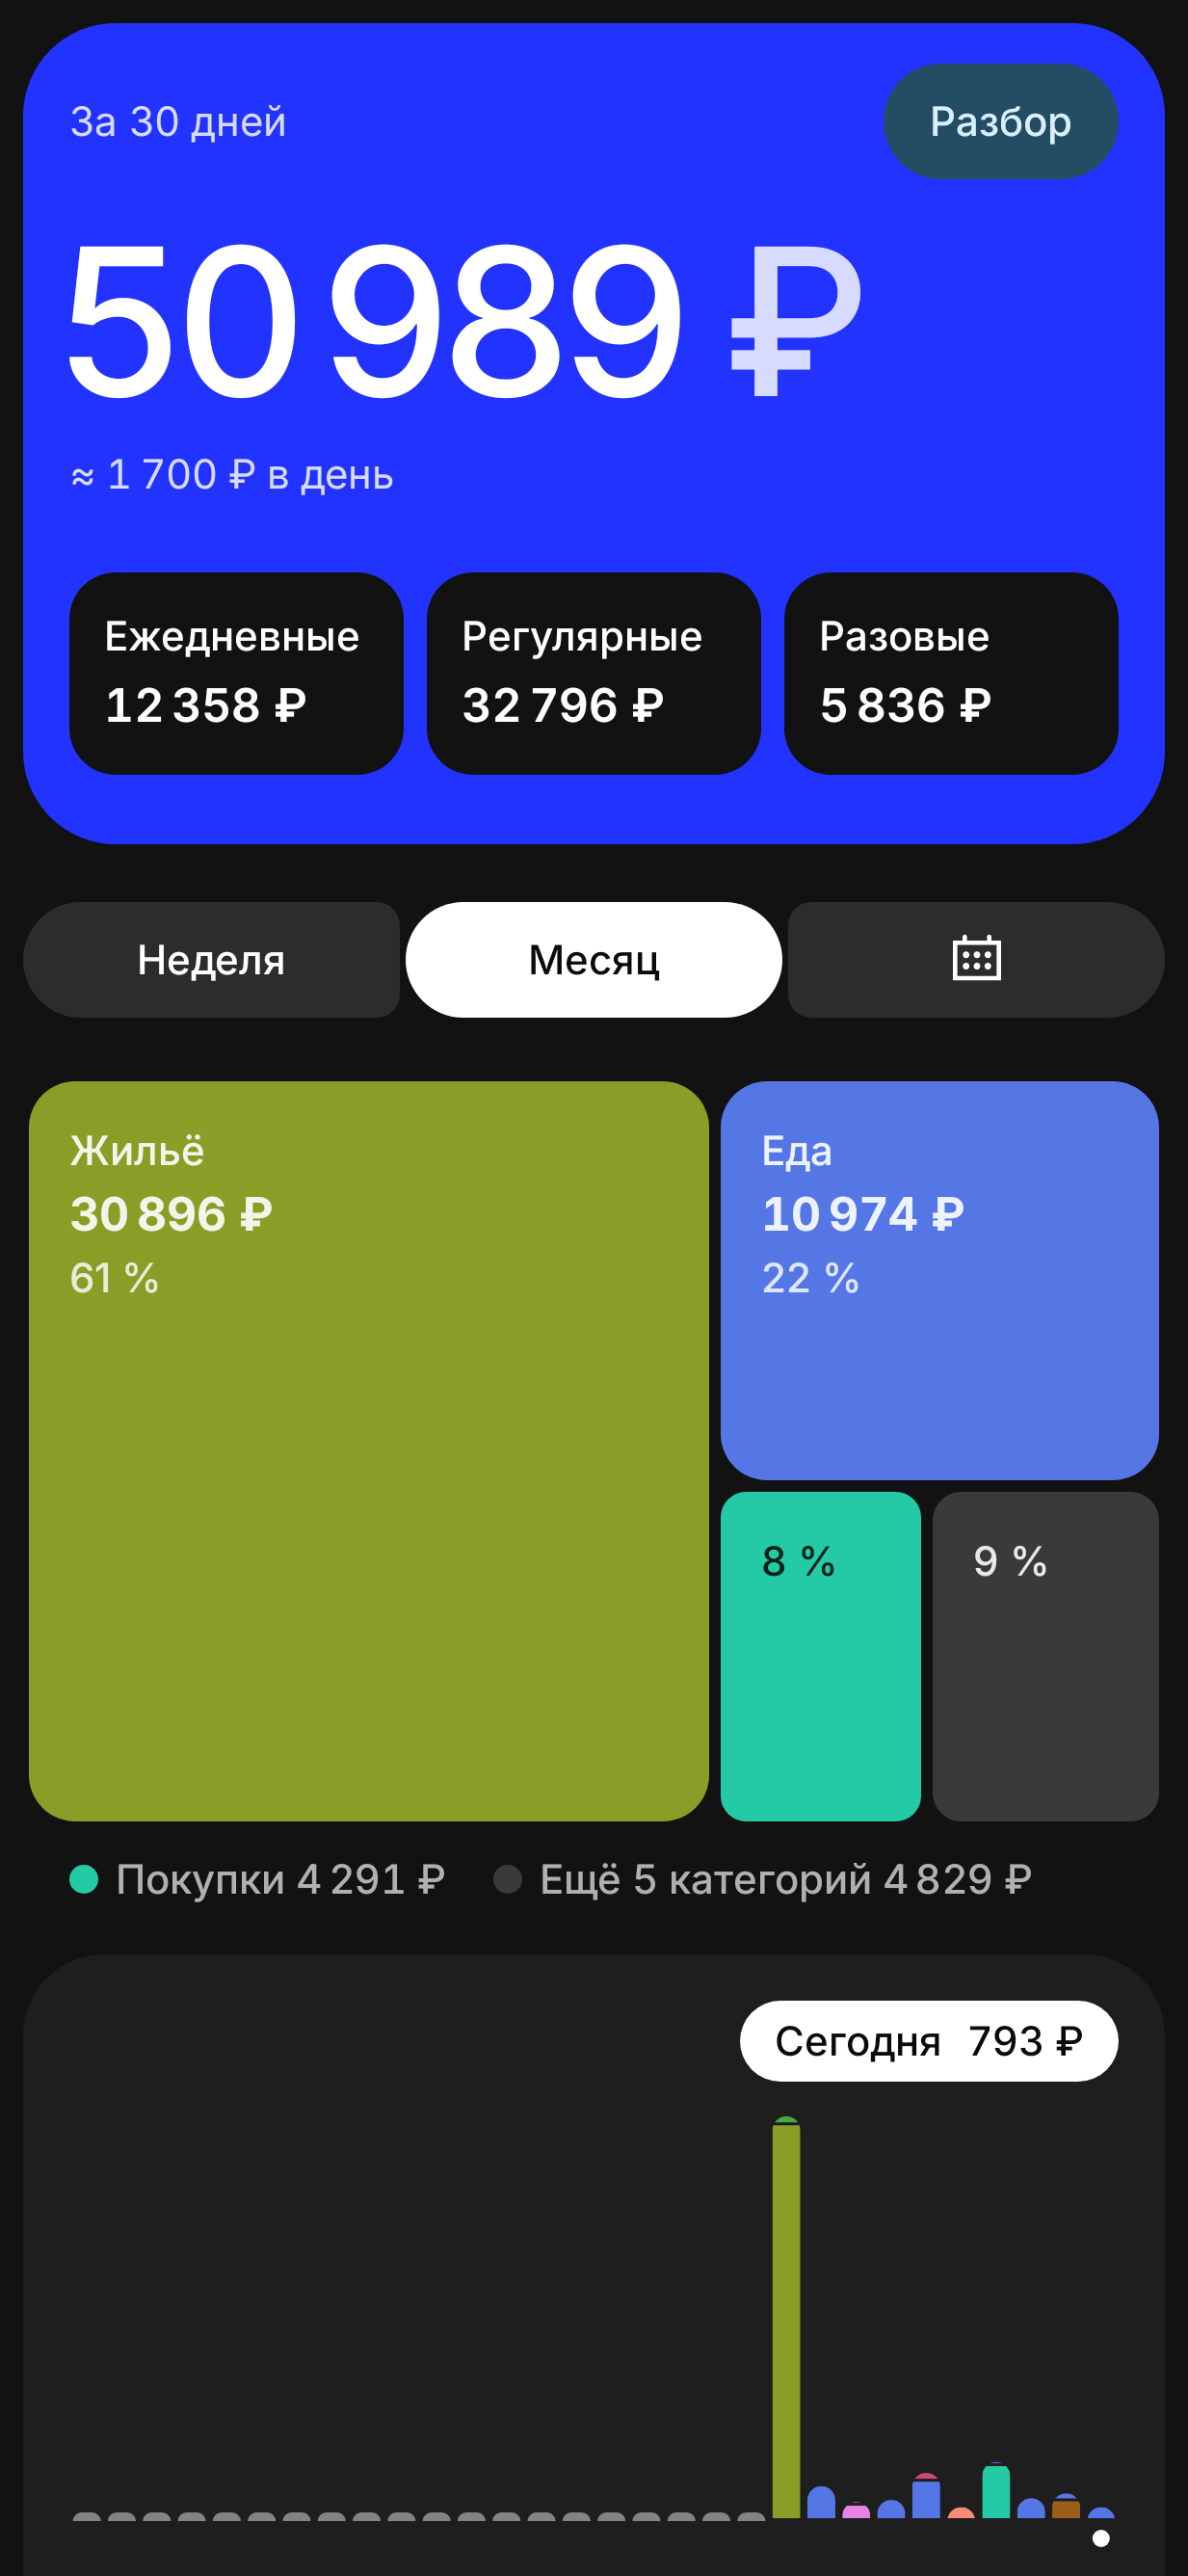 За 30 дней
Разбор
50 989 ₽
≈ 1 700 ₽ в день
Ежедневные
12 358 ₽
Регулярные
32 796 ₽
Разовые
5 836 ₽
Неделя
Месяц
Жильё
30 896 ₽
61 %
Еда
10 974 ₽
22 %
8 %
9 %
Покупки 4 291 ₽
Ещё 5 категорий 4 829 ₽
Сегодня 793 ₽